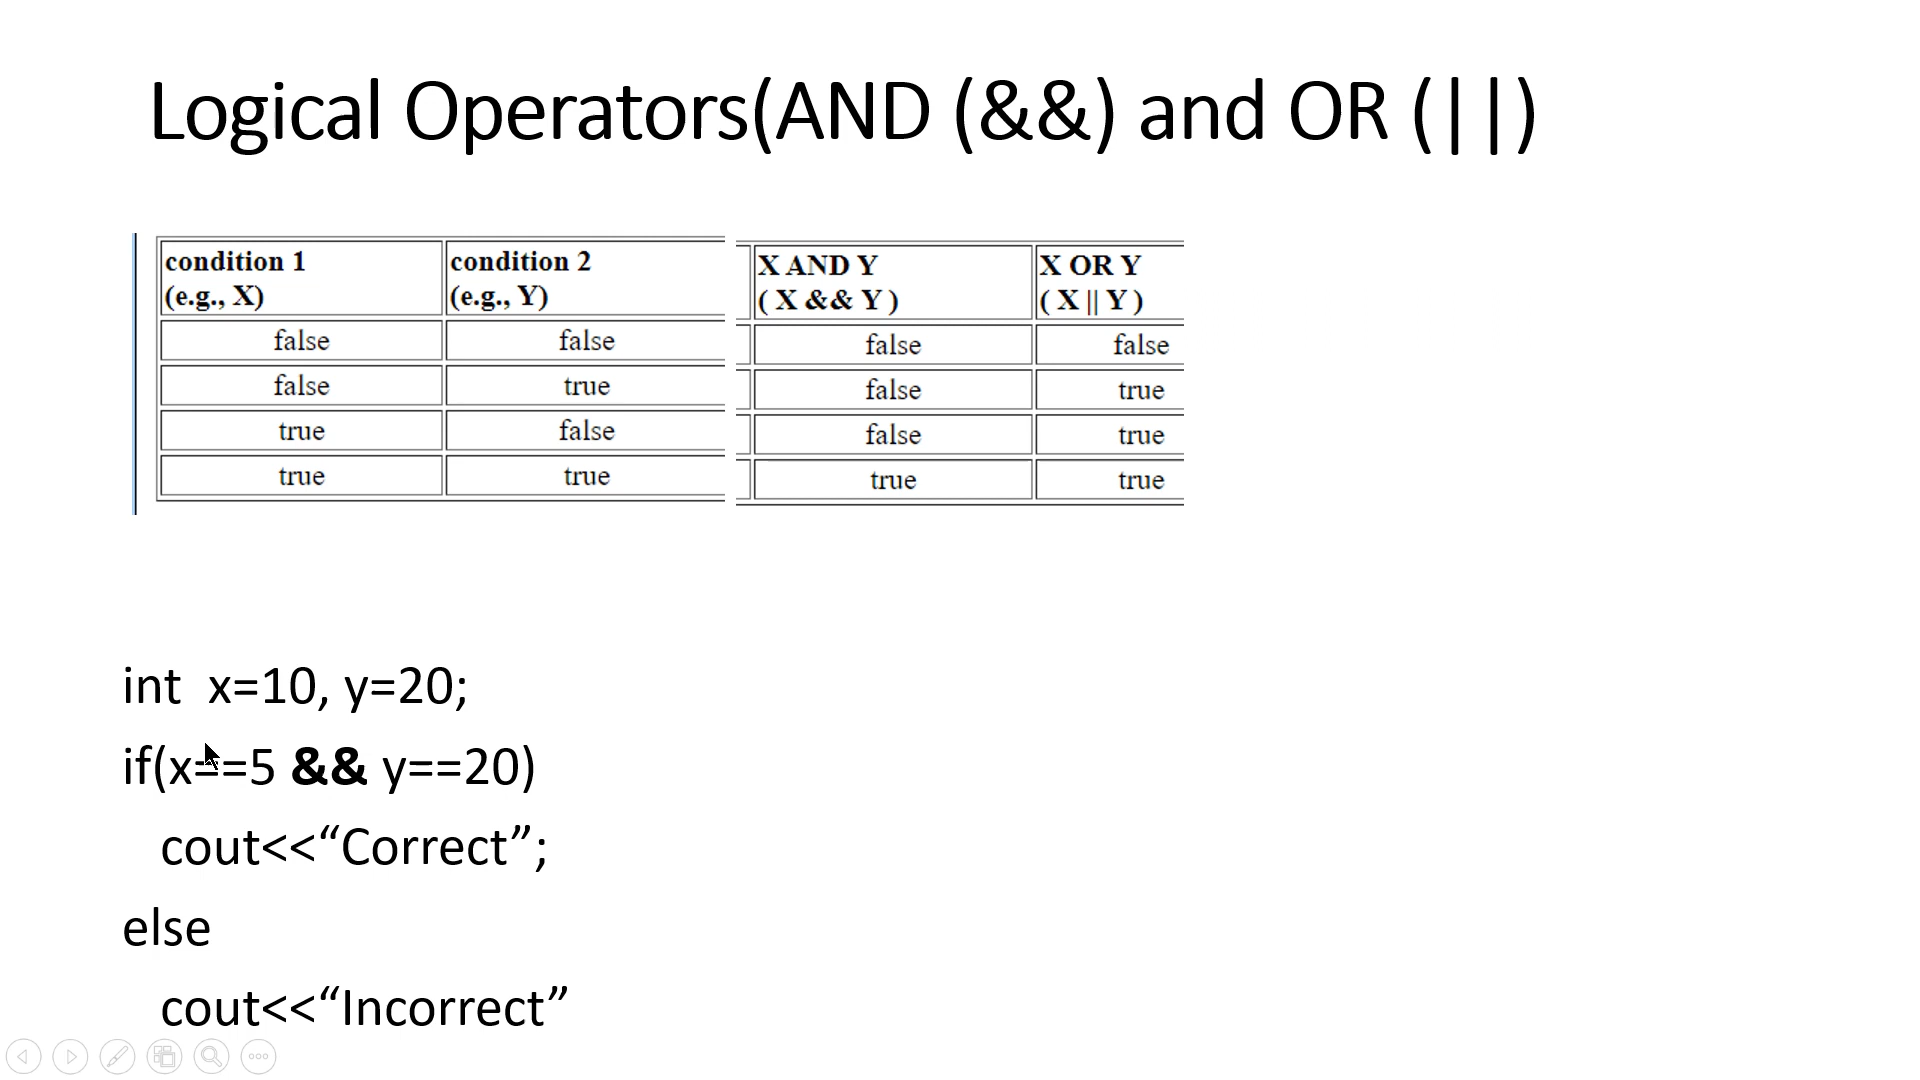 Logical Operators(AND (&&) and OR (||)
condition 1 condition 2 X AND Y X OR Y
(e.g., X) (e.g., Y) ( X && Y ) ( X || Y )
false false false false
false true false true
true false false true
true true true true
int  x=10, y=20;
if(x==5 && y==20)
cout<<“Correct”;
else
cout<<“Incorrect”